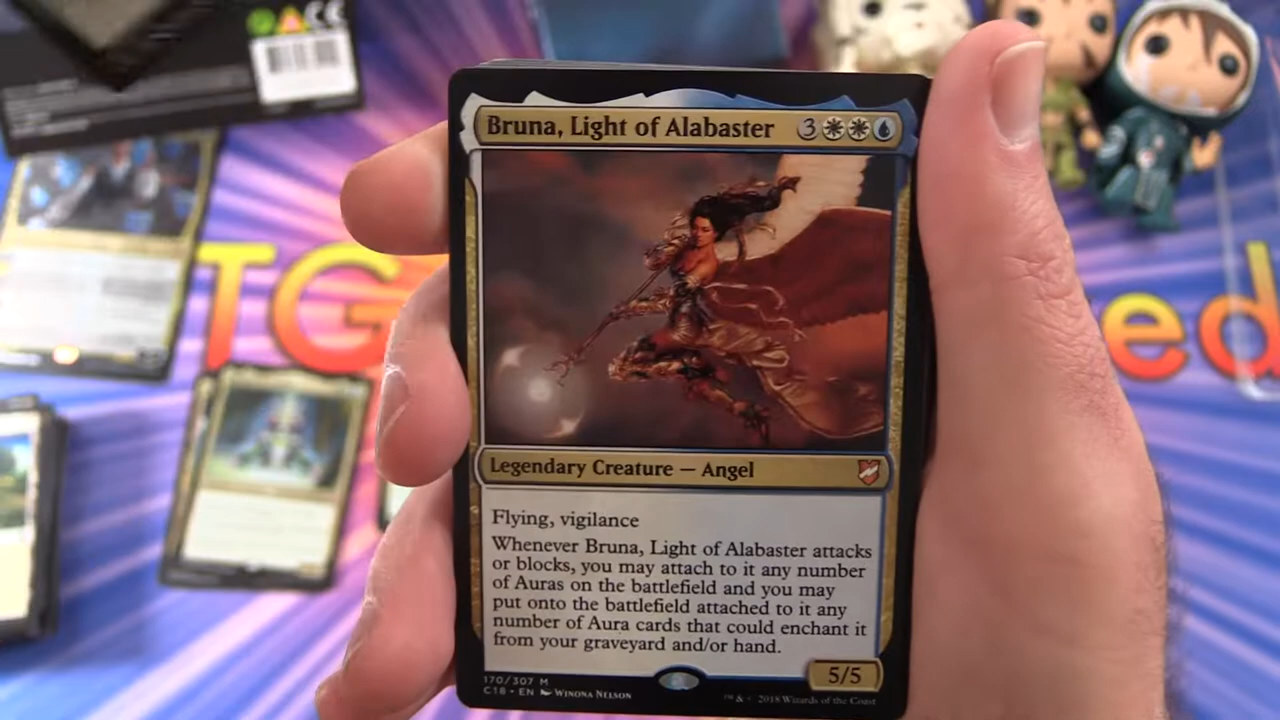 Bruna, Light of Alabaster 3
Legendary Creature — Angel
Flying, vigilance
Whenever Bruna, Light of Alabaster attacks
or blocks, you may attach to it any number
of Auras on the battlefield and you may
put onto the battlefield attached to it any
number of Aura cards that could enchant it
from your graveyard and/or hand.
5/5
170/307 M
C18 • EN Winona Nelson
™ & © 2018 Wizards of the Coast
TG
ed
CE